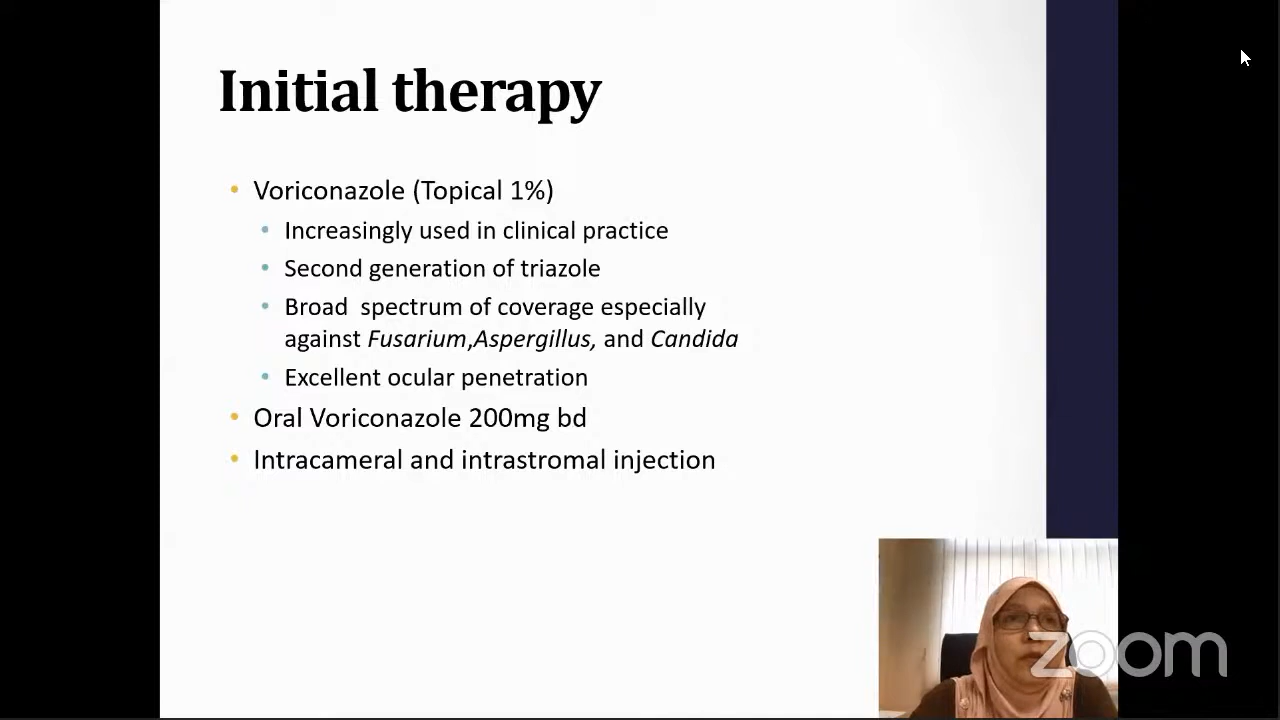 Initial therapy
• Voriconazole (Topical 1%)
• Increasingly used in clinical practice
• Second generation of triazole
• Broad  spectrum of coverage especially
against Fusarium,Aspergillus, and Candida
• Excellent ocular penetration
• Oral Voriconazole 200mg bd
• Intracameral and intrastromal injection
zoom